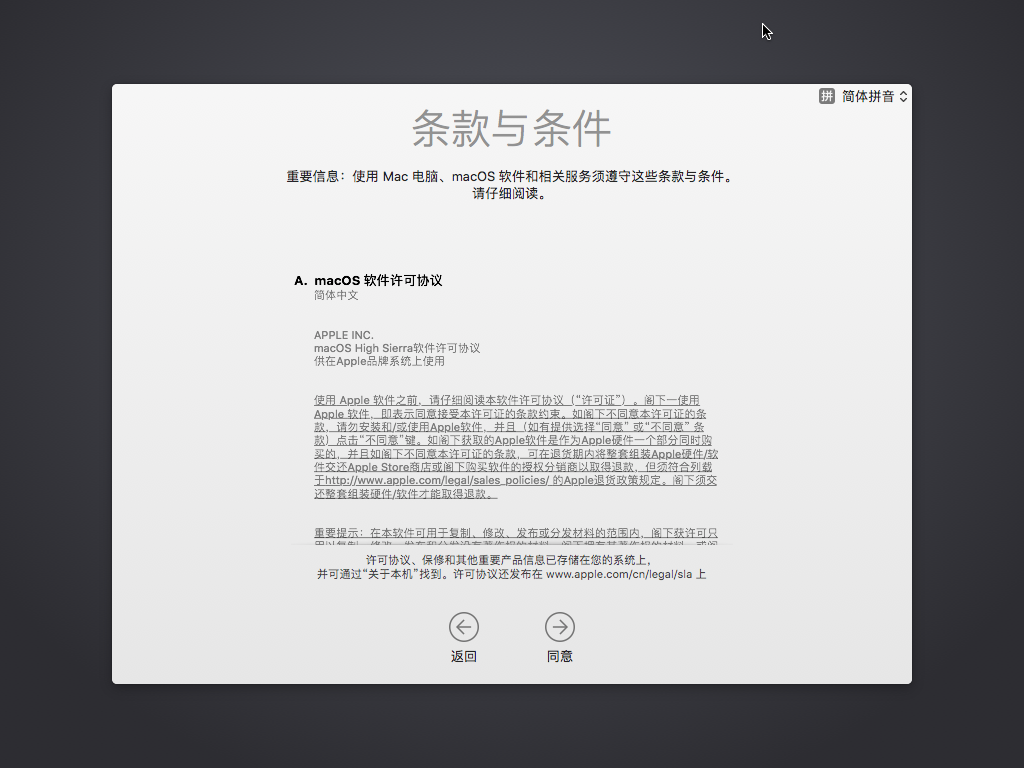 拼 简体拼音
条款与条件
重要信息：使用 Mac 电脑、macOS 软件和相关服务须遵守这些条款与条件。
请仔细阅读。
A. macOS 软件许可协议
简体中文
APPLE INC.
macOS High Sierra软件许可协议
供在Apple品牌系统上使用
使用 Apple 软件之前，请仔细阅读本软件许可协议（“许可证”）。阁下一使用
Apple 软件，即表示同意接受本许可证的条款约束。如阁下不同意本许可证的条
款，请勿安装和/或使用Apple软件，并且（如有提供选择“同意” 或“不同意” 条
款）点击“不同意”键。如阁下获取的Apple软件是作为Apple硬件一个部分同时购
买的，并且如阁下不同意本许可证的条款，可在退货期内将整套组装Apple硬件/软
件交还Apple Store商店或阁下购买软件的授权分销商以取得退款，但须符合列载
于http://www.apple.com/legal/sales_policies/ 的Apple退货政策规定。阁下须交
还整套组装硬件/软件才能取得退款。
重要提示：在本软件可用于复制、修改、发布或分发材料的范围内，阁下获许可只
许可协议、保修和其他重要产品信息已存储在您的系统上，
并可通过“关于本机”找到。许可协议还发布在 www.apple.com/cn/legal/sla 上
返回
同意